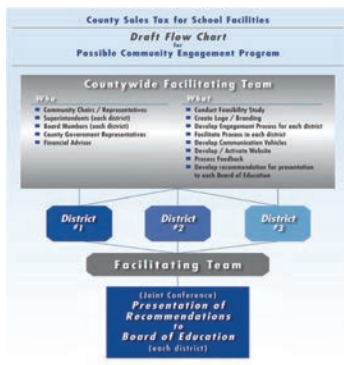 County Sales Tax for School Facilities
Draft Flow Chart
for
Possible Community Engagement Program
Countywide Facilitating Team
Who
Community Chairs / Representatives
Superintendents (each district)
Board Members (each district)
County Government Representatives
Financial Advisor
What
Conduct Feasibility Study
Create Logo / Branding
Develop Engagement Process for each district
Facilitate Process in each district
Develop Communication Vehicles
Develop / Activate Website
Process Feedback
Develop recommendation for presentation
to each Board of Education
District
#1
District
#2
District
#3
Facilitating Team
(Joint Conference)
Presentation of
Recommendations
to
Board of Education
(each district)